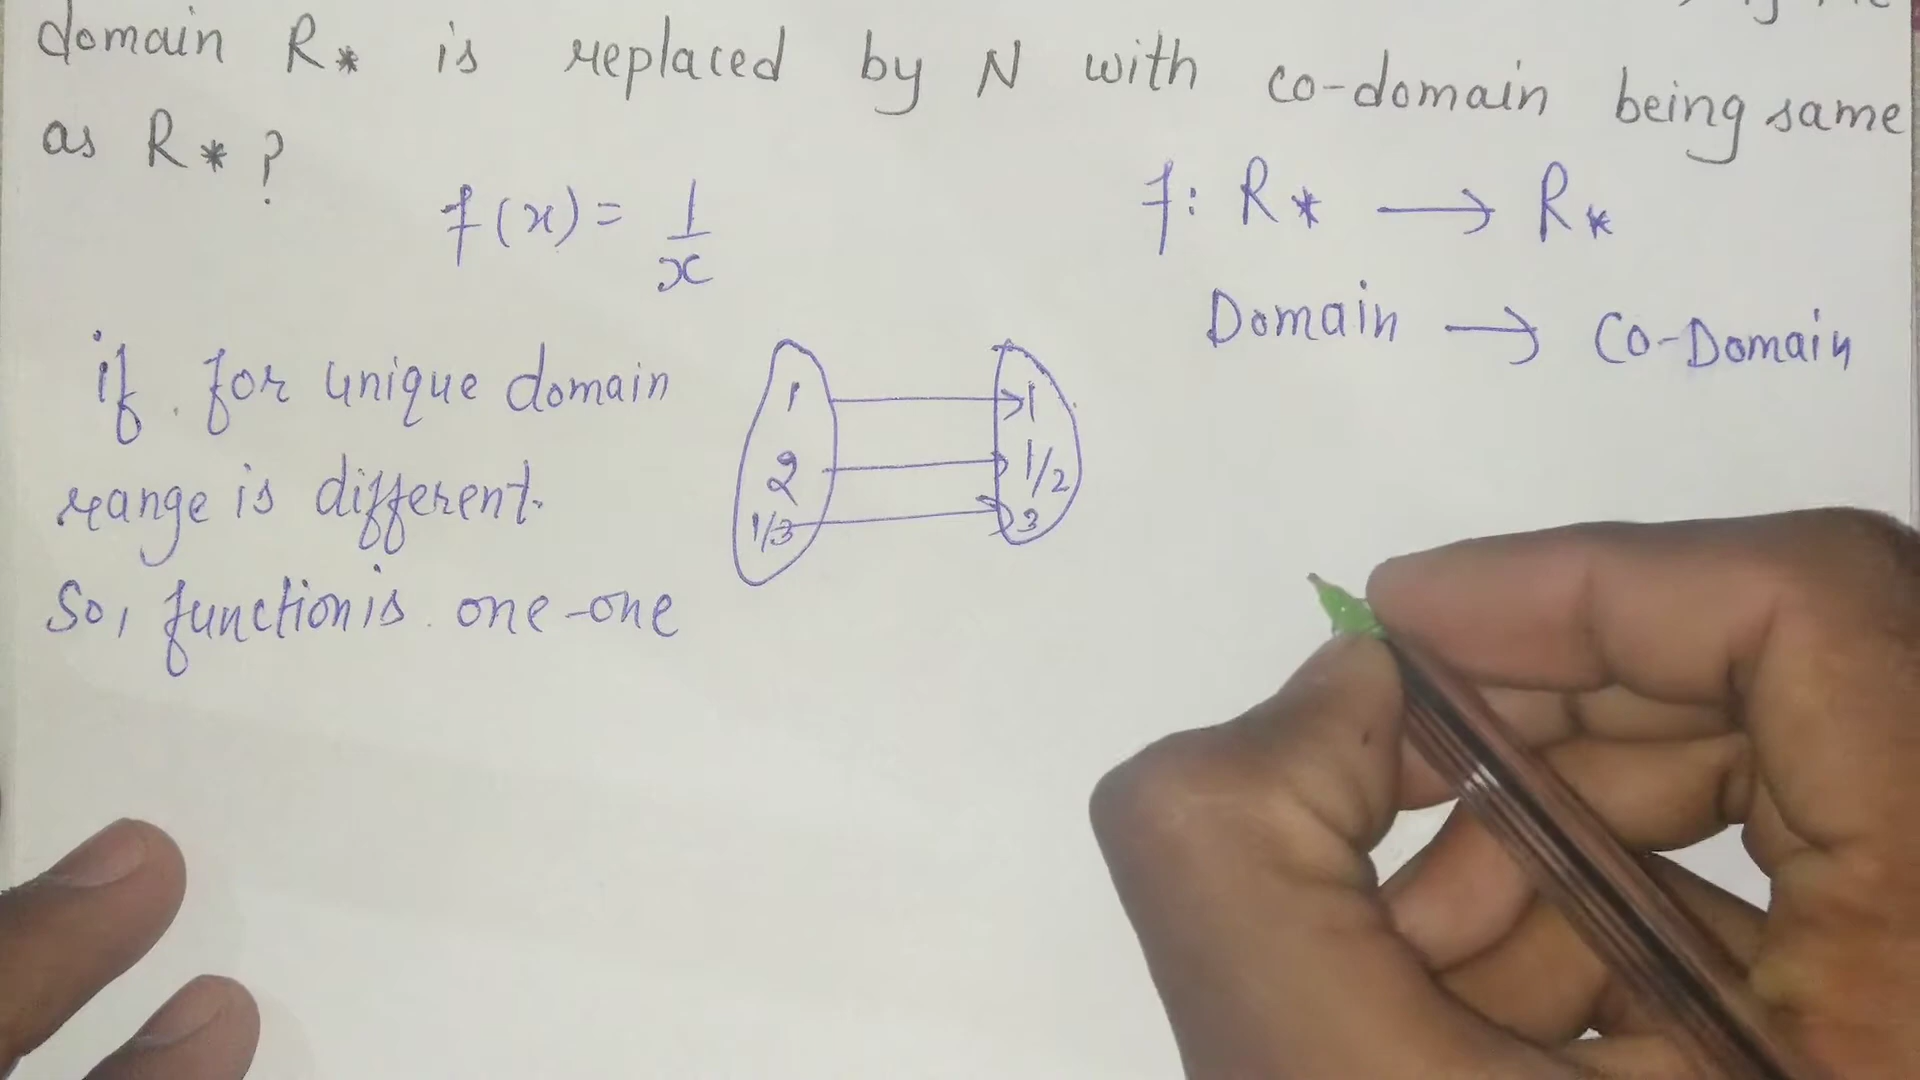 domain R* is replaced by N with co-domain being same
as R*?
f(x) = 1/x
f: R* → R*
Domain → CO-Domain
if. for unique domain
range is different.
So, function is. one-one
1 1
2 1/2
1/3 3